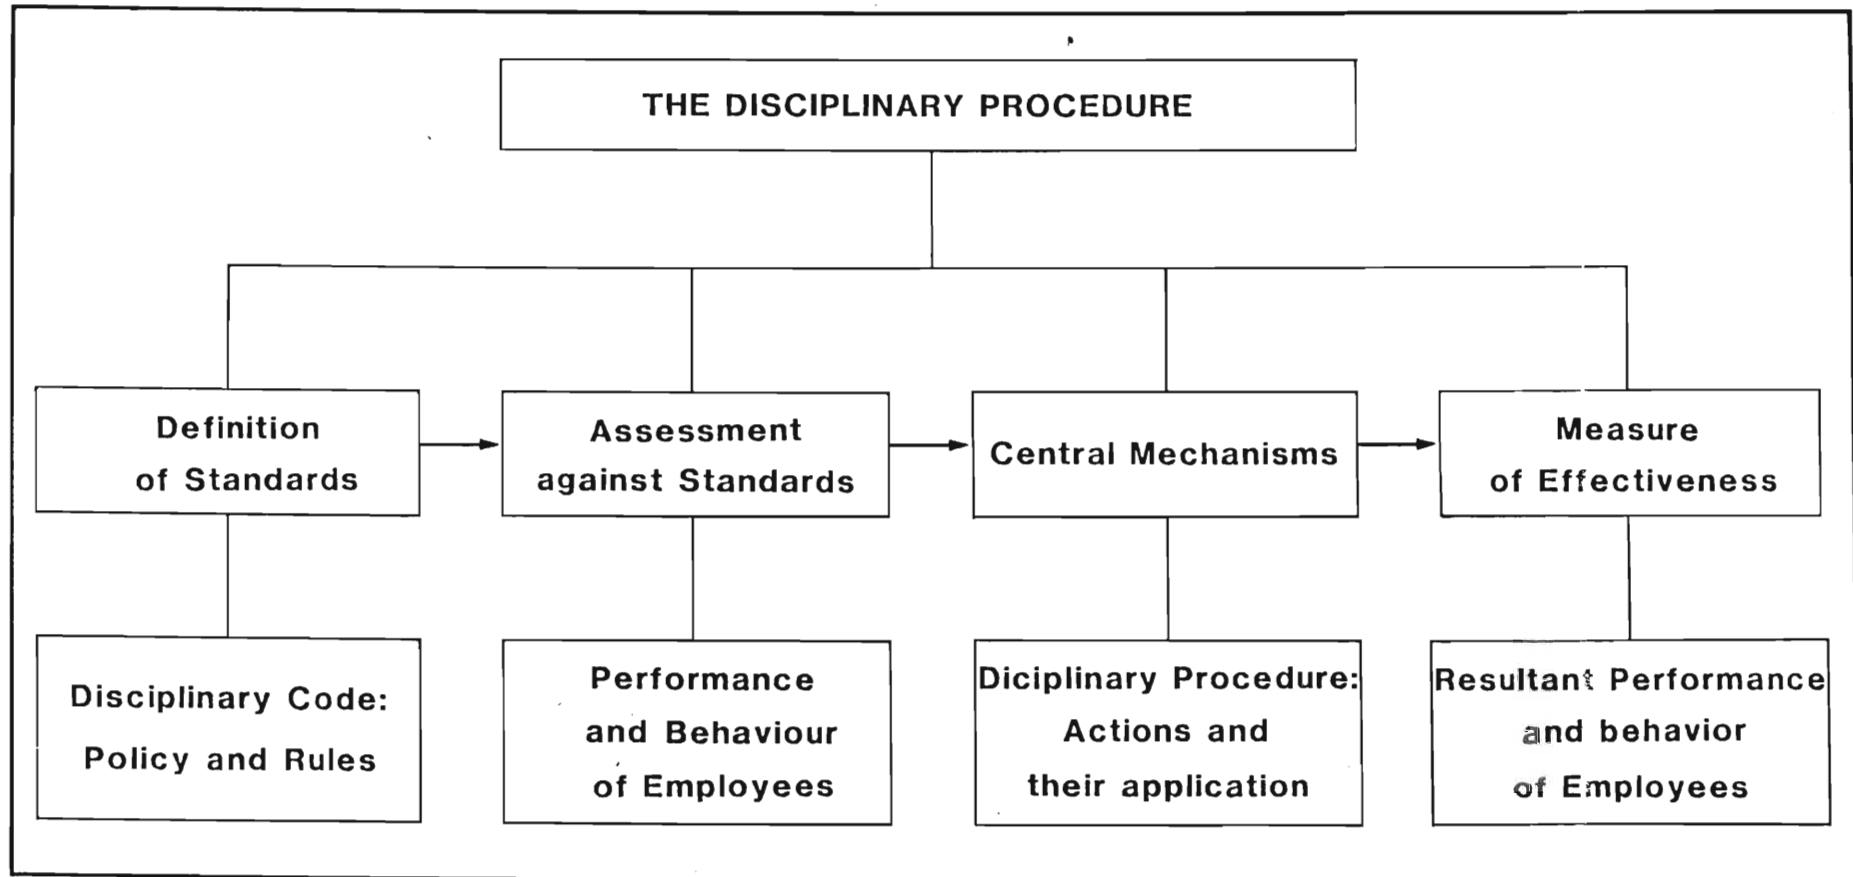 THE DISCIPLINARY PROCEDURE
Definition
of Standards
Assessment
against Standards
Central Mechanisms
Measure
of Effectiveness
Disciplinary Code:
Policy and Rules
Performance
and Behaviour
of Employees
Diciplinary Procedure:
Actions and
their application
Resultant Performance
and behavior
of Employees